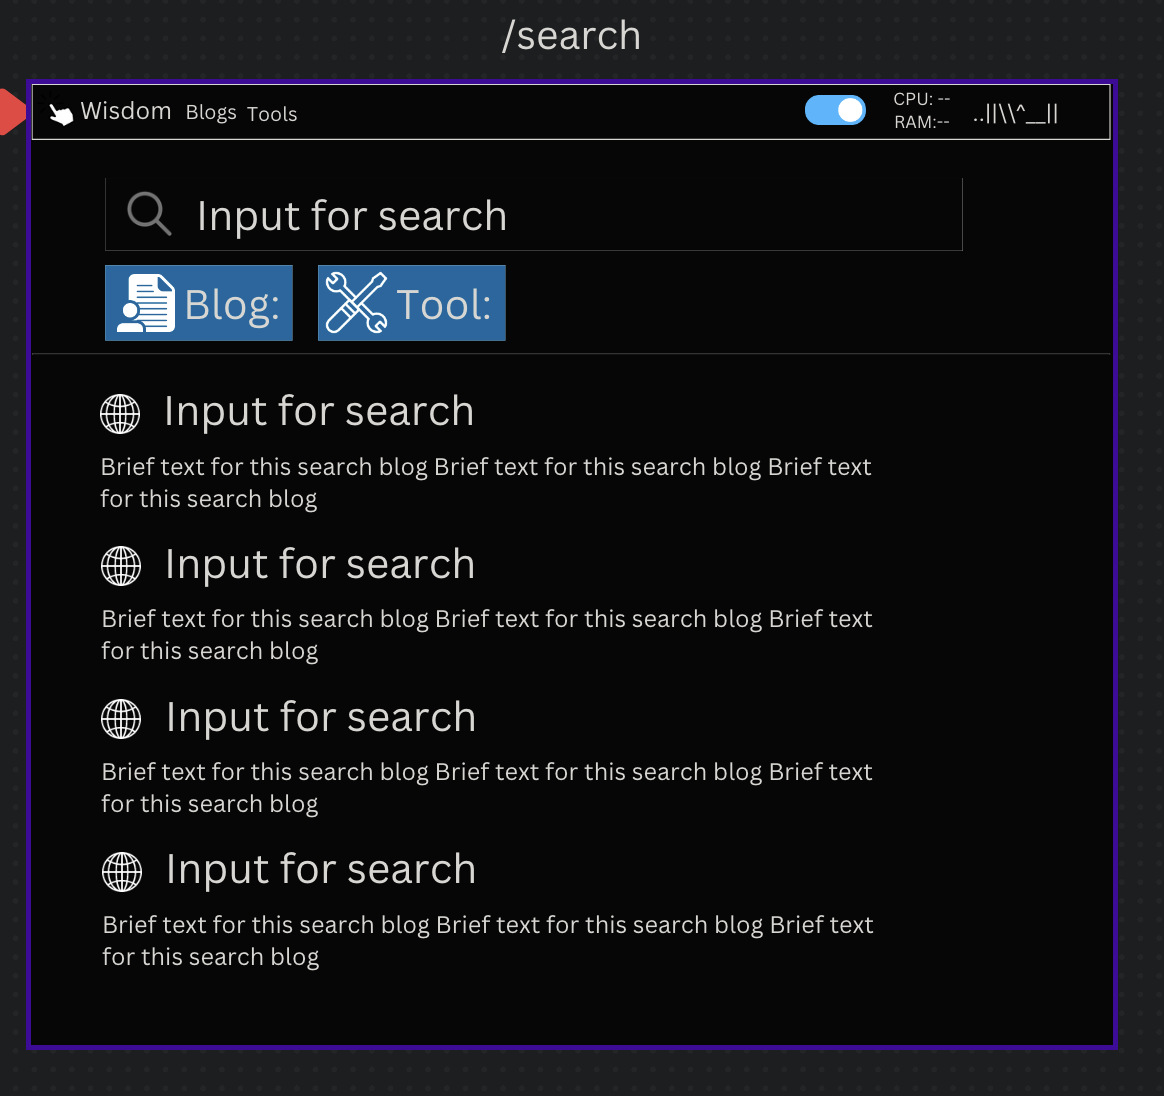 /search
Wisdom Blogs Tools
CPU: --
RAM:--
..||\\^__||
Input for search
Blog: Tool:
Input for search
Brief text for this search blog Brief text for this search blog Brief text
for this search blog
Input for search
Brief text for this search blog Brief text for this search blog Brief text
for this search blog
Input for search
Brief text for this search blog Brief text for this search blog Brief text
for this search blog
Input for search
Brief text for this search blog Brief text for this search blog Brief text
for this search blog